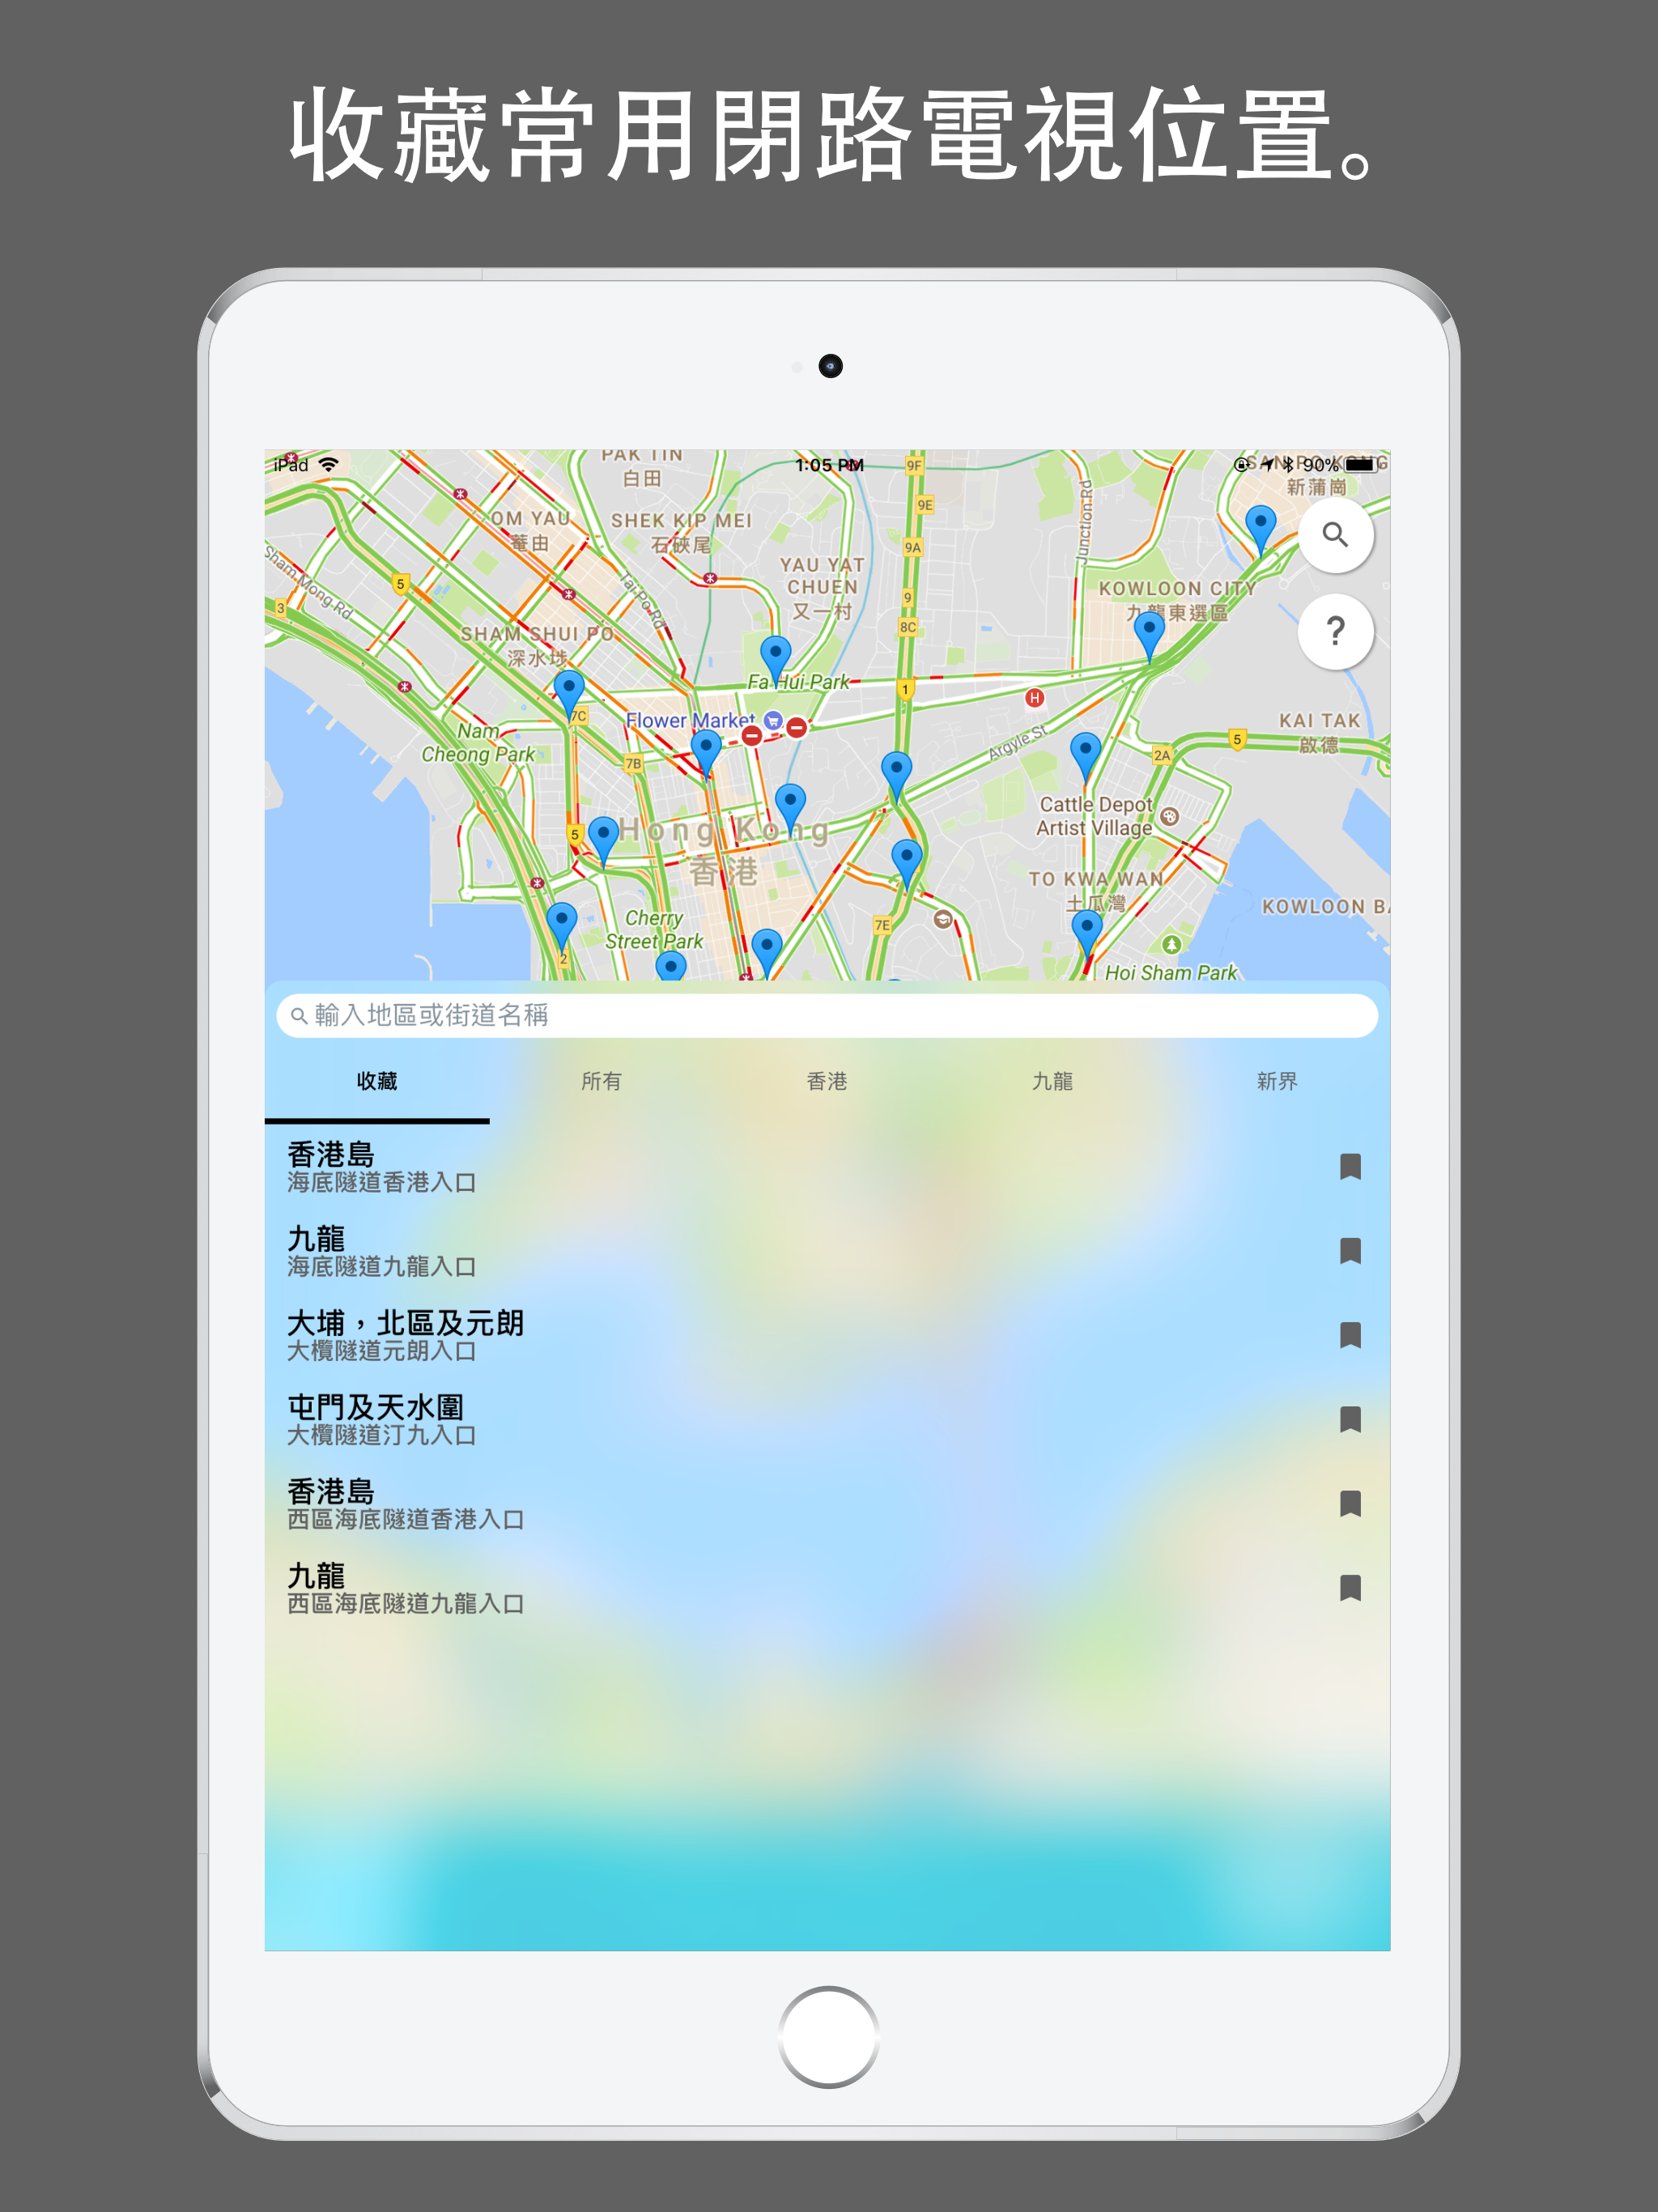 收藏常用閉路電視位置。
iPad
1:05 PM
90%
PAK TIN
白田
9F
SAN PO KONG
新蒲崗
9E
OM YAU
菴由
SHEK KIP MEI
石硤尾
Junction Rd
9A
YAU YAT
CHUEN
又一村
Sham Mong Rd
5
Tai Po Rd
KOWLOON CITY
九龍東選區
3
9
8C
?
SHAM SHUI PO
深水埗
Fa Hui Park
1
H
7C
Flower Market
Nam
Cheong Park
KAI TAK
啟德
5
Argyle St
2A
7B
Cattle Depot
Artist Village
Hong Kong
香港
5
TO KWA WAN
土瓜灣
KOWLOON BA
Cherry
Street Park
7E
2
Hoi Sham Park
輸入地區或街道名稱
收藏
所有
香港
九龍
新界
香港島
海底隧道香港入口
九龍
海底隧道九龍入口
大埔，北區及元朗
大欖隧道元朗入口
屯門及天水圍
大欖隧道汀九入口
香港島
西區海底隧道香港入口
九龍
西區海底隧道九龍入口